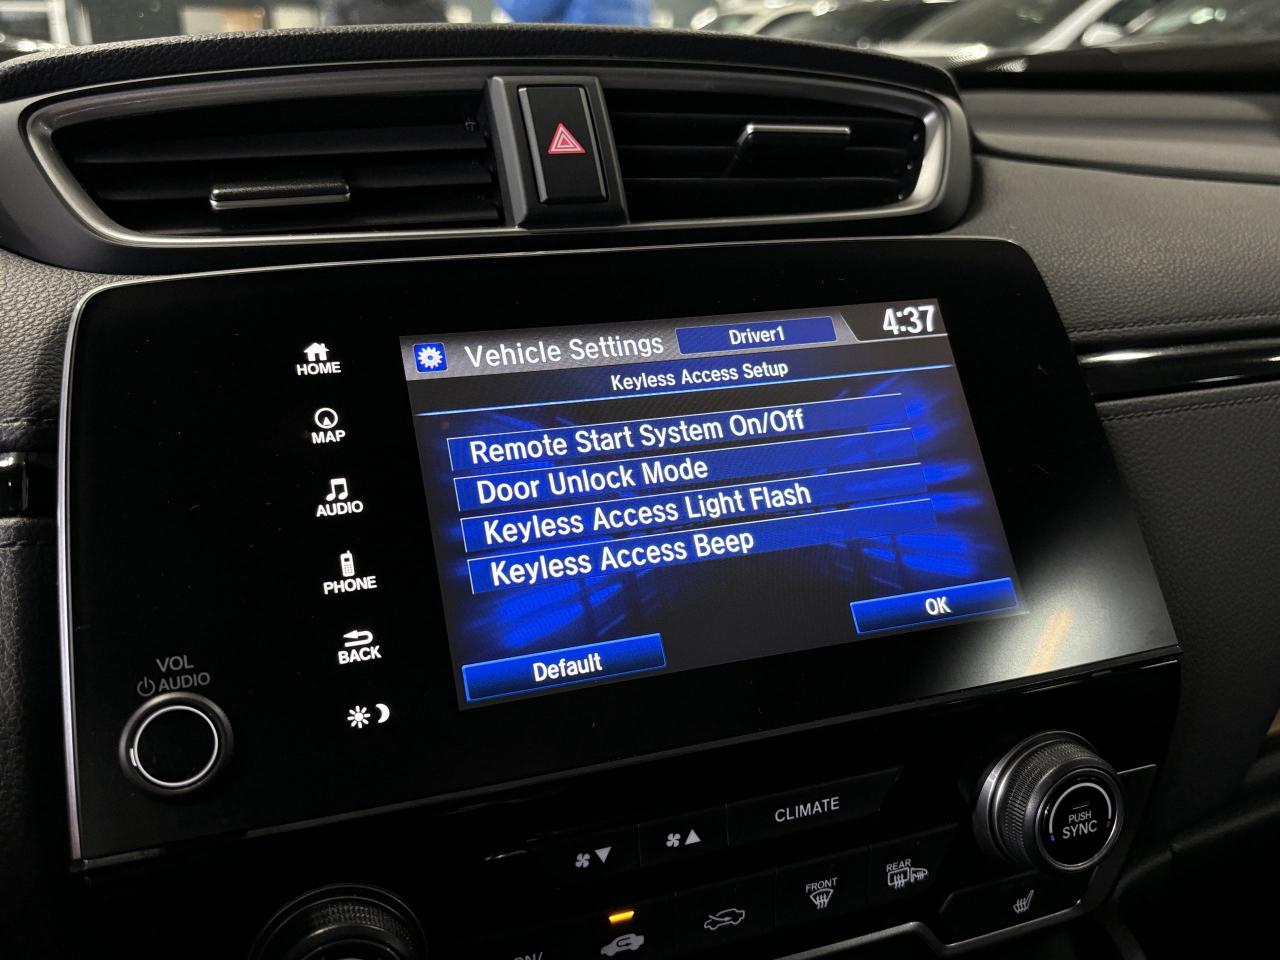 Vehicle Settings
Driver1
4:37
Keyless Access Setup
Remote Start System On/Off
Door Unlock Mode
Keyless Access Light Flash
Keyless Access Beep
Default
OK
HOME
MAP
AUDIO
PHONE
BACK
VOL
AUDIO
CLIMATE
PUSH
SYNC
FRONT
REAR